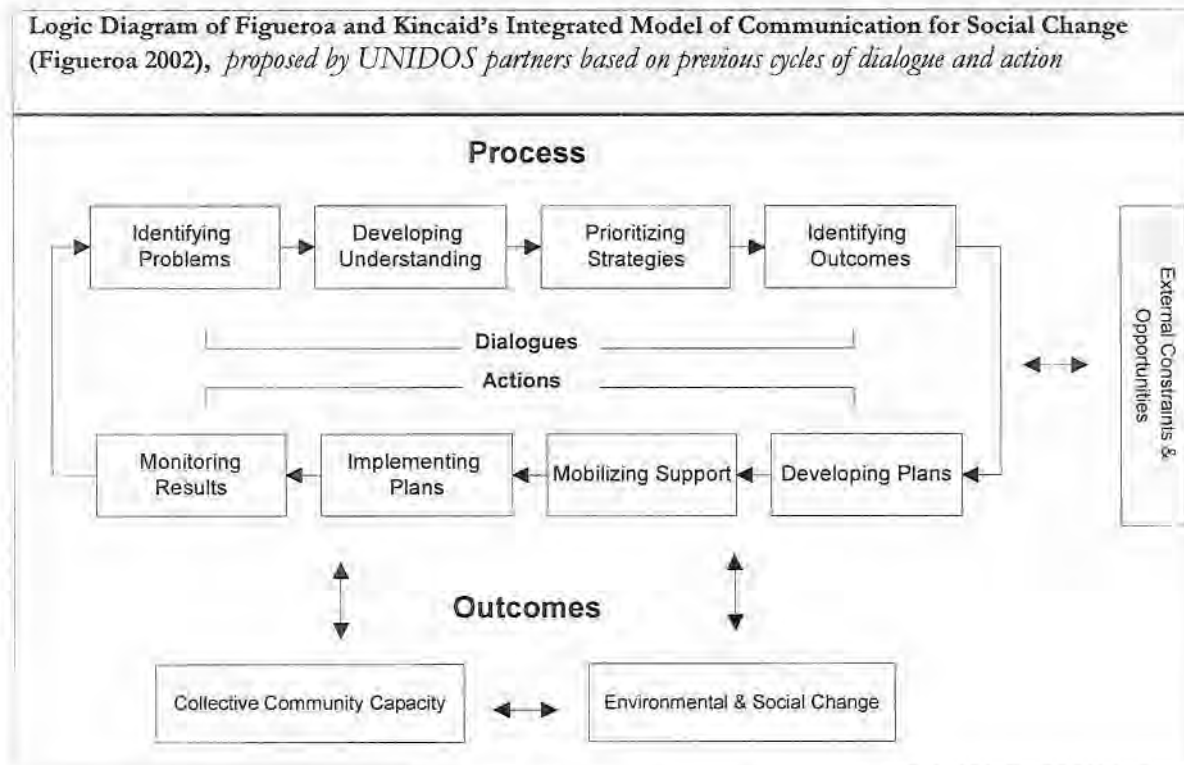 Logic Diagram of Figueroa and Kincaid's Integrated Model of Communication for Social Change
(Figueroa 2002), proposed by UNIDOS partners based on previous cycles of dialogue and action
Process
Identifying
Problems
Developing
Understanding
Prioritizing
Strategies
Identifying
Outcomes
External Constraints &
Opportunities
Dialogues
Actions
Monitoring
Results
Implementing
Plans
Mobilizing Support
Developing Plans
Outcomes
Collective Community Capacity
Environmental & Social Change